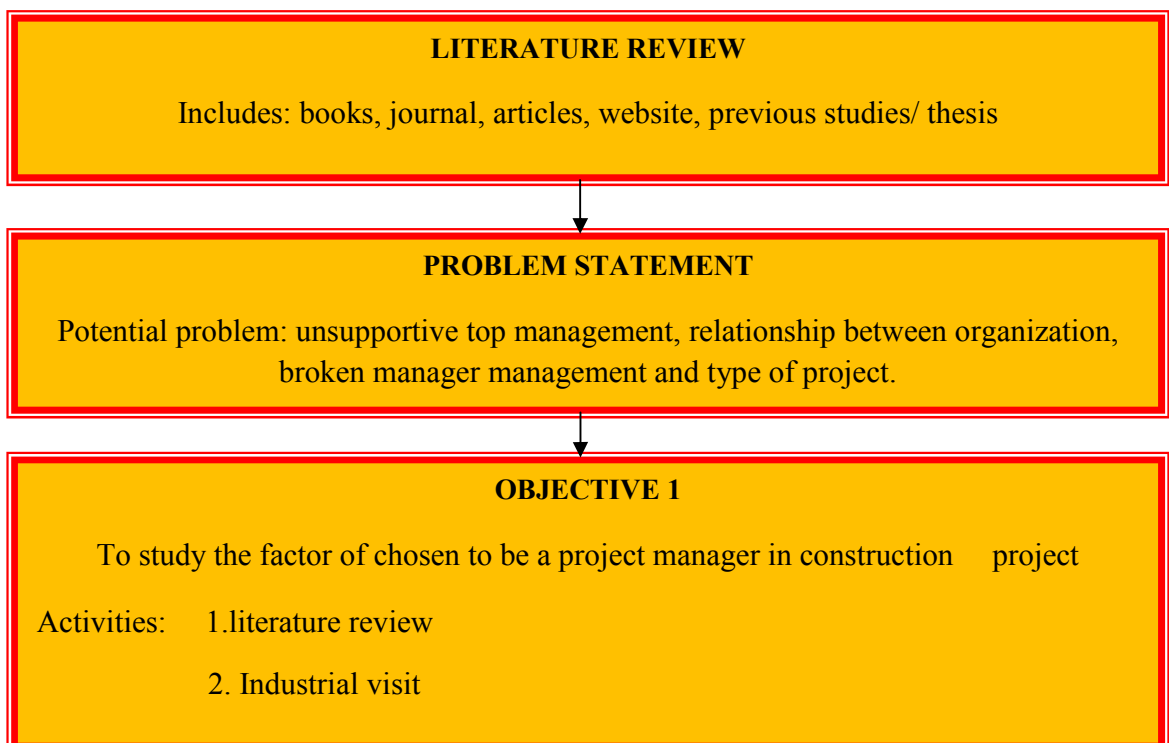 LITERATURE REVIEW
Includes: books, journal, articles, website, previous studies/ thesis
PROBLEM STATEMENT
Potential problem: unsupportive top management, relationship between organization,
broken manager management and type of project.
OBJECTIVE 1
To study the factor of chosen to be a project manager in construction project
Activities: 1.literature review
2. Industrial visit